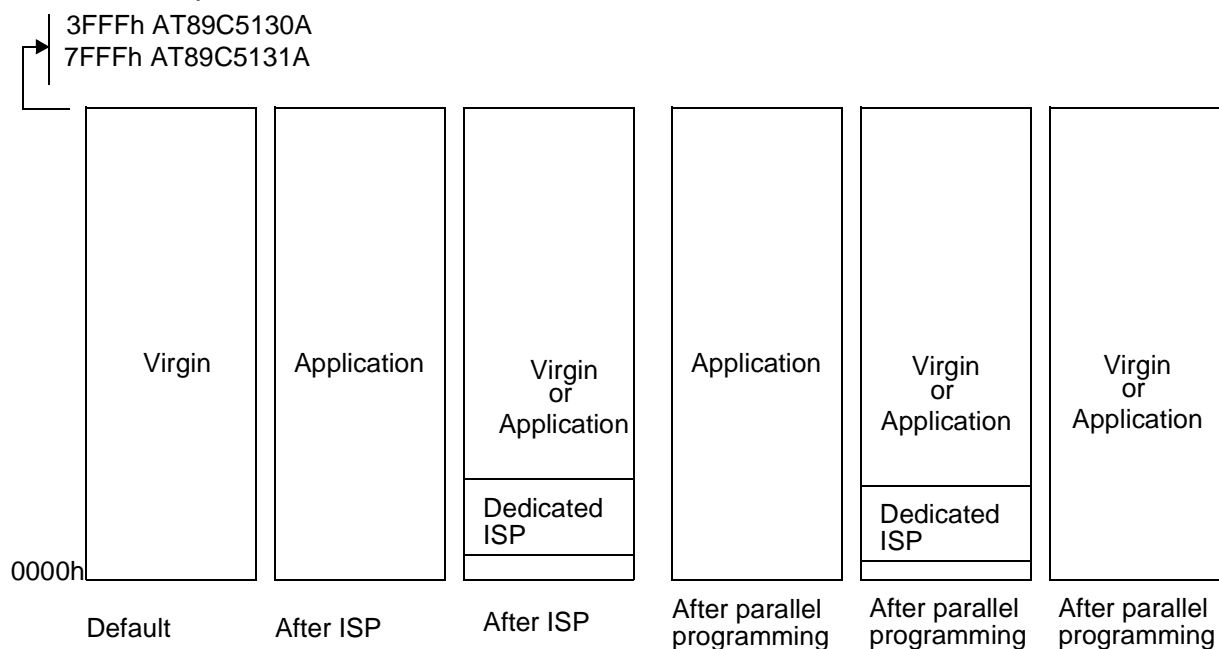 3FFFh AT89C5130A
7FFFh AT89C5131A
Virgin
Application
Virgin
or
Application
Dedicated
ISP
Application
Virgin
or
Application
Dedicated
ISP
Virgin
or
Application
0000h
Default
After ISP
After ISP
After parallel
programming
After parallel
programming
After parallel
programming